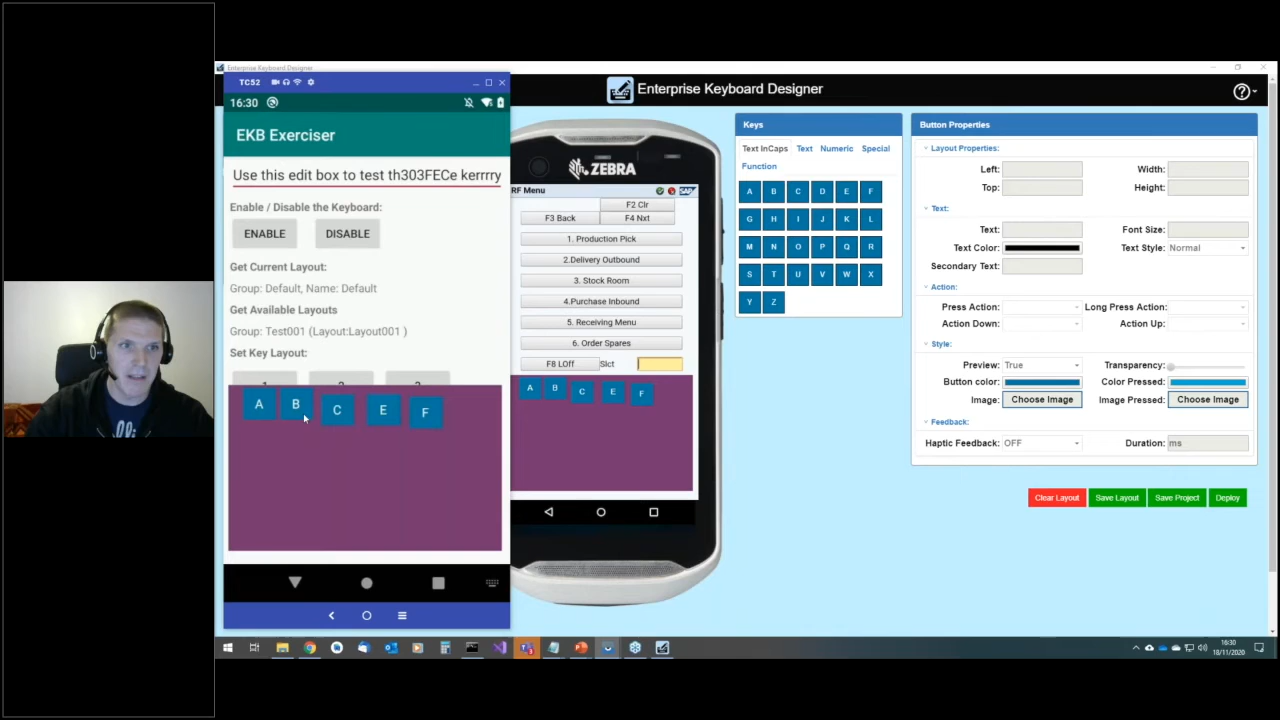 Enterprise Keyboard Designer
TC52
Enterprise Keyboard Designer
16:30
EKB Exerciser
Use this edit box to test th303FECe kerrrry
Enable / Disable the Keyboard:
ENABLE DISABLE
Get Current Layout:
Group: Default, Name: Default
Get Available Layouts
Group: Test001 (Layout:Layout001 )
Set Key Layout:
A B C E F
ZEBRA
RF Menu SAP
F2 Clr
F3 Back F4 Nxt
1. Production Pick
2.Delivery Outbound
3. Stock Room
4.Purchase Inbound
5. Receiving Menu
6. Order Spares
F8 LOff Slct
A B C E F
Keys
Text InCaps Text Numeric Special
Function
A B C D E F
G H I J K L
M N O P Q R
S T U V W X
Y Z
Button Properties
Layout Properties:
Left: Width:
Top: Height:
Text:
Text: Font Size:
Text Color: Text Style: Normal
Secondary Text:
Action:
Press Action: Long Press Action:
Action Down: Action Up:
Style:
Preview: True Transparency:
Button color: Color Pressed:
Image: Choose Image Image Pressed: Choose Image
Feedback:
Haptic Feedback: OFF Duration: ms
Clear Layout Save Layout Save Project Deploy
16:30
18/11/2020